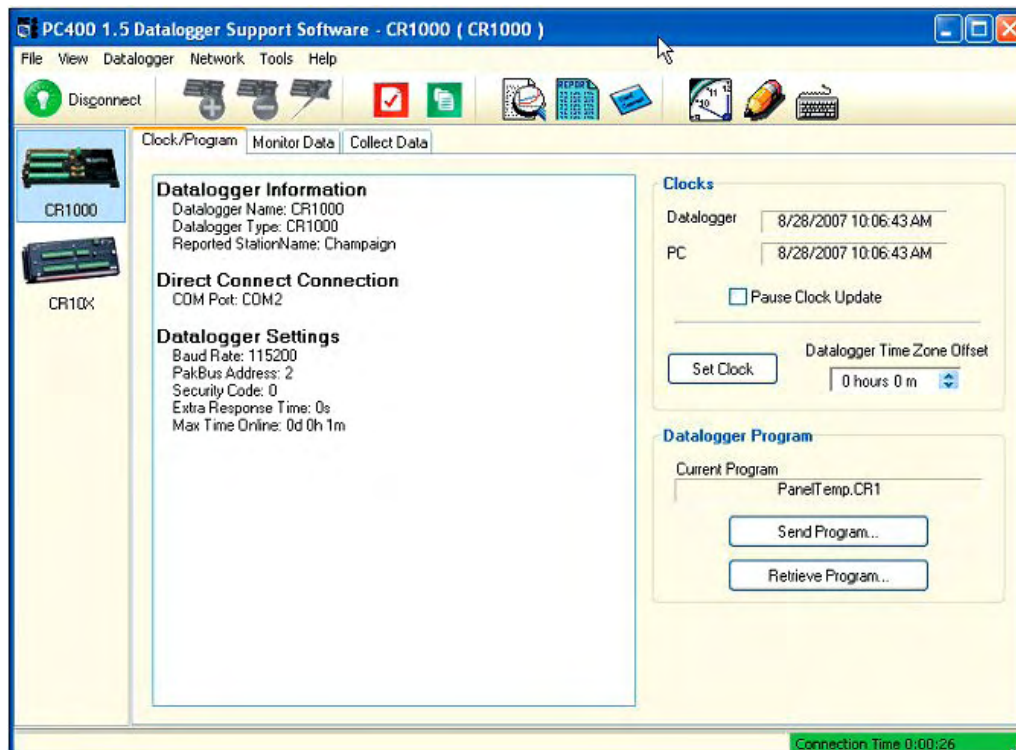 PC400 1.5 Datalogger Support Software - CR1000 ( CR1000 )
File View Datalogger Network Tools Help
Disconnect
REPORT
Clock/Program Monitor Data Collect Data
CR1000
CR10X
Datalogger Information
Datalogger Name: CR1000
Datalogger Type: CR1000
Reported StationName: Champaign
Direct Connect Connection
COM Port: COM2
Datalogger Settings
Baud Rate: 115200
PakBus Address: 2
Security Code: 0
Extra Response Time: 0s
Max Time Online: 0d 0h 1m
Clocks
Datalogger 8/28/2007 10:06:43 AM
PC 8/28/2007 10:06:43 AM
Pause Clock Update
Datalogger Time Zone Offset
Set Clock 0 hours 0 m
Datalogger Program
Current Program
PanelTemp.CR1
Send Program...
Retrieve Program...
Connection Time 0:00:26